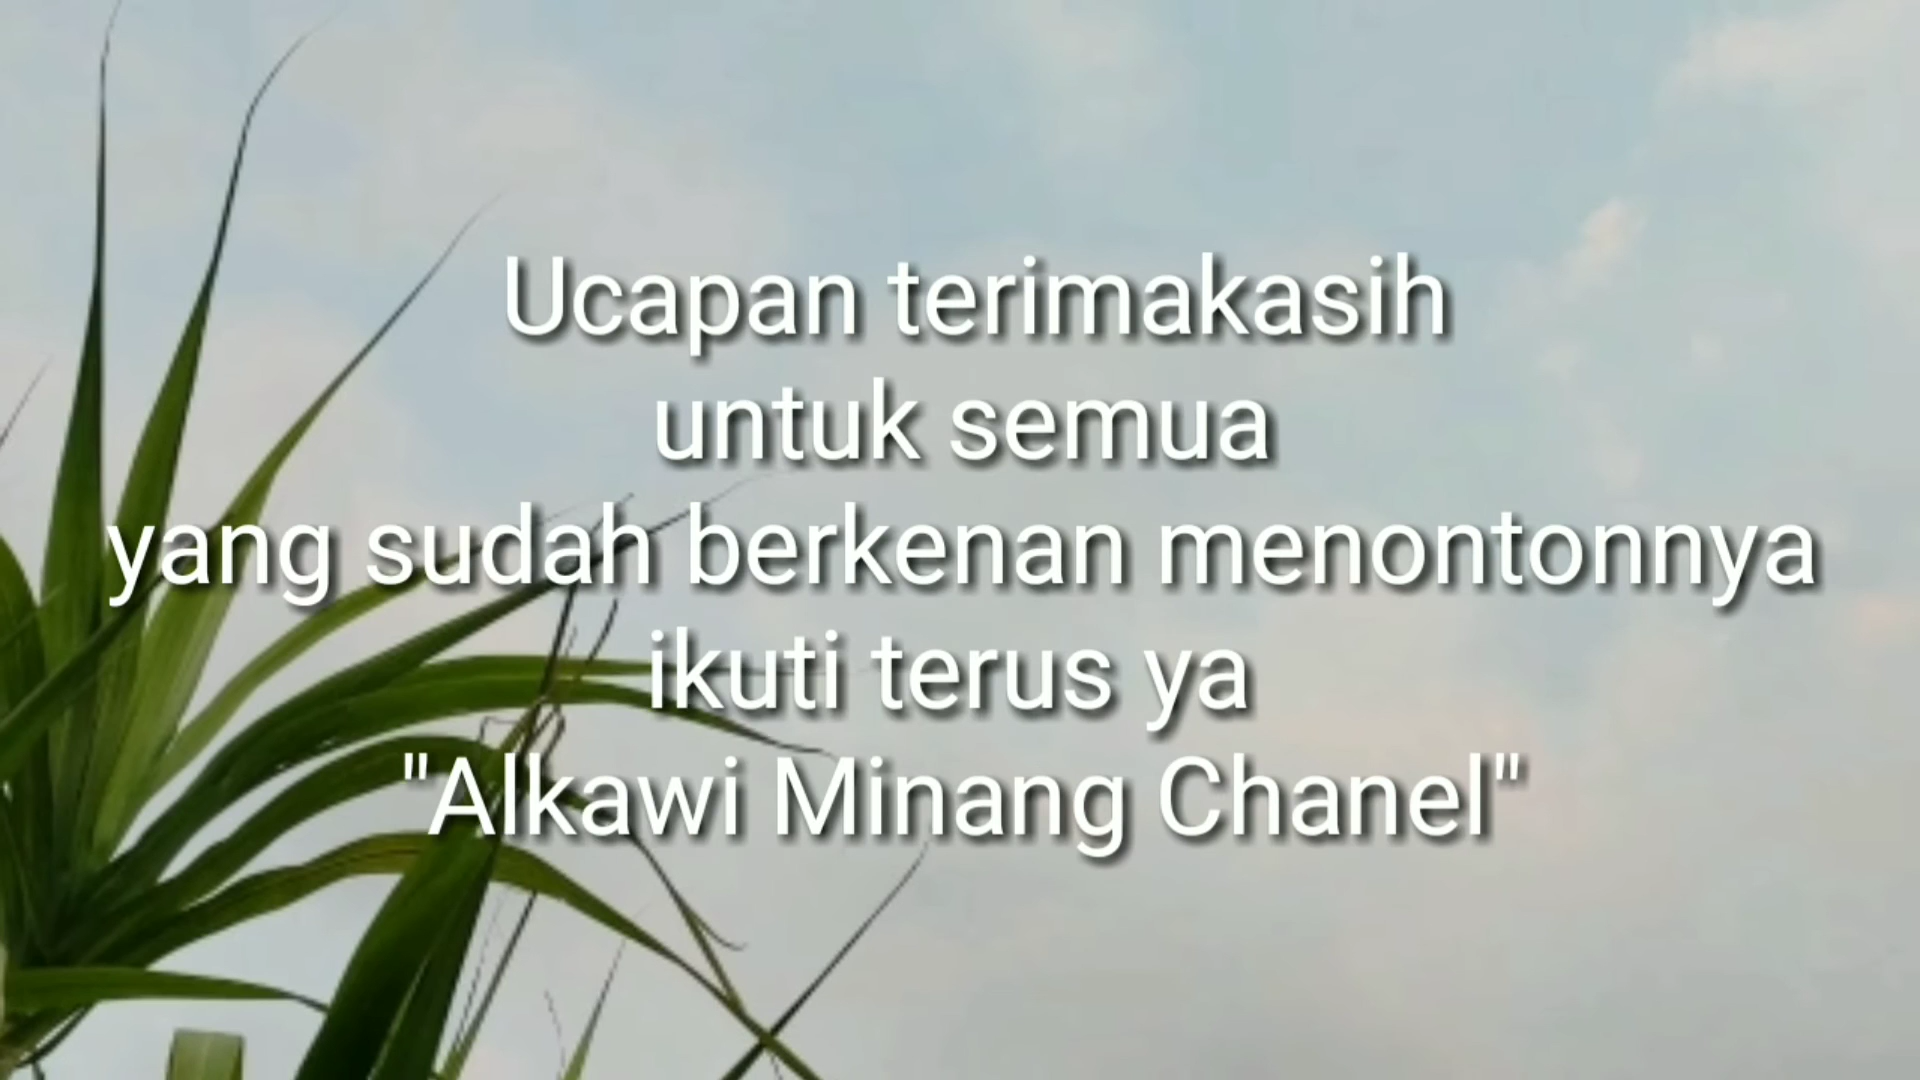 Ucapan terimakasih
untuk semua
yang sudah berkenan menontonnya
ikuti terus ya
"Alkawi Minang Chanel"